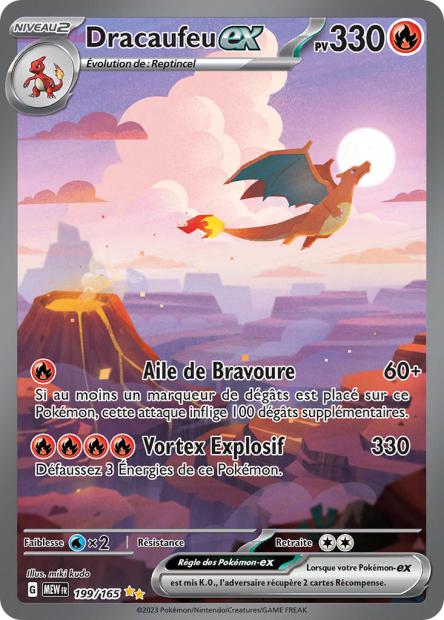 NIVEAU2
Dracaufeu ex PV 330
Évolution de : Reptincel
Aile de Bravoure 60+
Si au moins un marqueur de dégâts est placé sur ce
Pokémon, cette attaque inflige 100 dégâts supplémentaires.
Vortex Explosif 330
Défaussez 3 Énergies de ce Pokémon.
Faiblesse ×2 Résistance Retraite
Règle des Pokémon-ex Lorsque votre Pokémon-ex
est mis K.O., l'adversaire récupère 2 cartes Récompense.
Illus. miki kudo
G MEW FR 199/165
©2023 Pokémon/Nintendo/Creatures/GAME FREAK